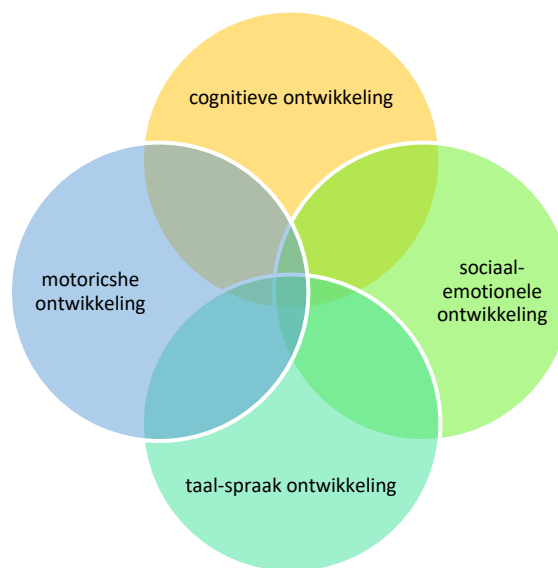 cognitieve ontwikkeling
motoricshe
ontwikkeling
sociaal-
emotionele
ontwikkeling
taal-spraak ontwikkeling